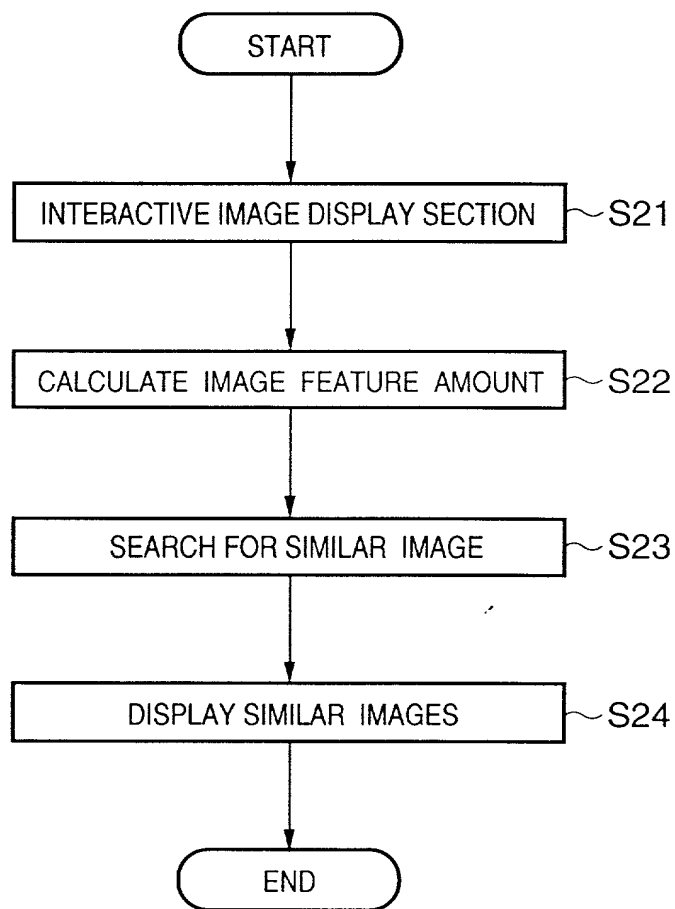 START
INTERACTIVE IMAGE DISPLAY SECTION S21
CALCULATE IMAGE FEATURE AMOUNT S22
SEARCH FOR SIMILAR IMAGE S23
DISPLAY SIMILAR IMAGES S24
END